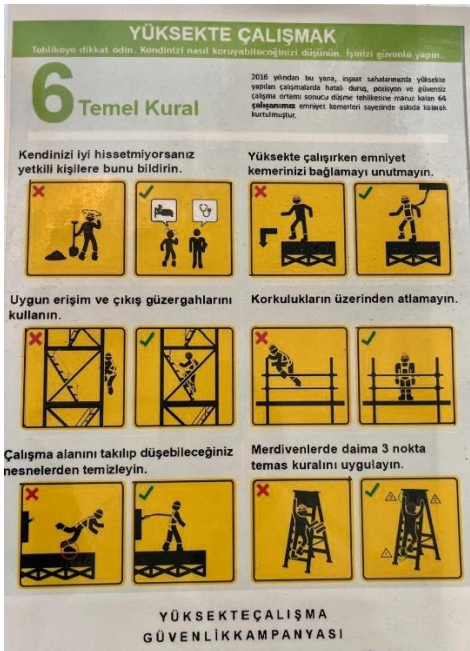 YÜKSEKTE ÇALIŞMAK
Tehlikeye dikkat edin. Kendinizi nasıl koruyabileceğinizi düşünün. İşinizi güvenle yapın.
6 Temel Kural
2016 yılından bu yana, inşaat sahalarımızda yüksekte
yapılan çalışmalarda hatalı duruş, pozisyon ve güvensiz
çalışma ortamı sonucu düşme tehlikesine maruz kalan 64
çalışanımız emniyet kemerleri sayesinde askıda kalarak
kurtulmuştur.
Kendinizi iyi hissetmiyorsanız
yetkili kişilere bunu bildirin.
Yüksekte çalışırken emniyet
kemerinizi bağlamayı unutmayın.
Uygun erişim ve çıkış güzergahlarını
kullanın.
Korkulukların üzerinden atlamayın.
Çalışma alanını takılıp düşebileceğiniz
nesnelerden temizleyin.
Merdivenlerde daima 3 nokta
temas kuralını uygulayın.
YÜKSEKTEÇALIŞMA
GÜVENLİKKAMPANYASI